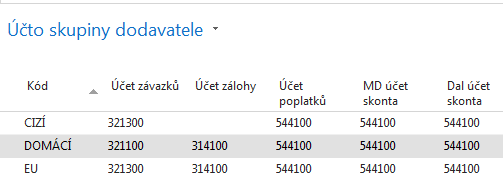 Účto skupiny dodavatele
Kód Účet závazků Účet zálohy Účet poplatků MD účet skonta Dal účet skonta
CIZÍ 321300 544100 544100 544100
DOMÁCÍ 321100 314100 544100 544100 544100
EU 321300 314100 544100 544100 544100